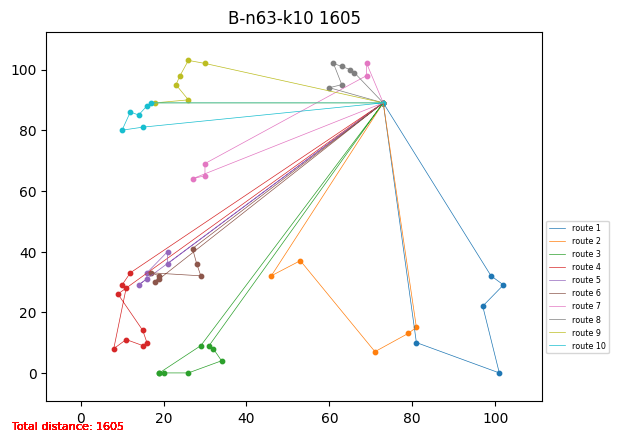 B-n63-k10 1605
100
80
60
40
20
0
0
20
40
60
80
100
route 1
route 2
route 3
route 4
route 5
route 6
route 7
route 8
route 9
route 10
Total distance: 1605